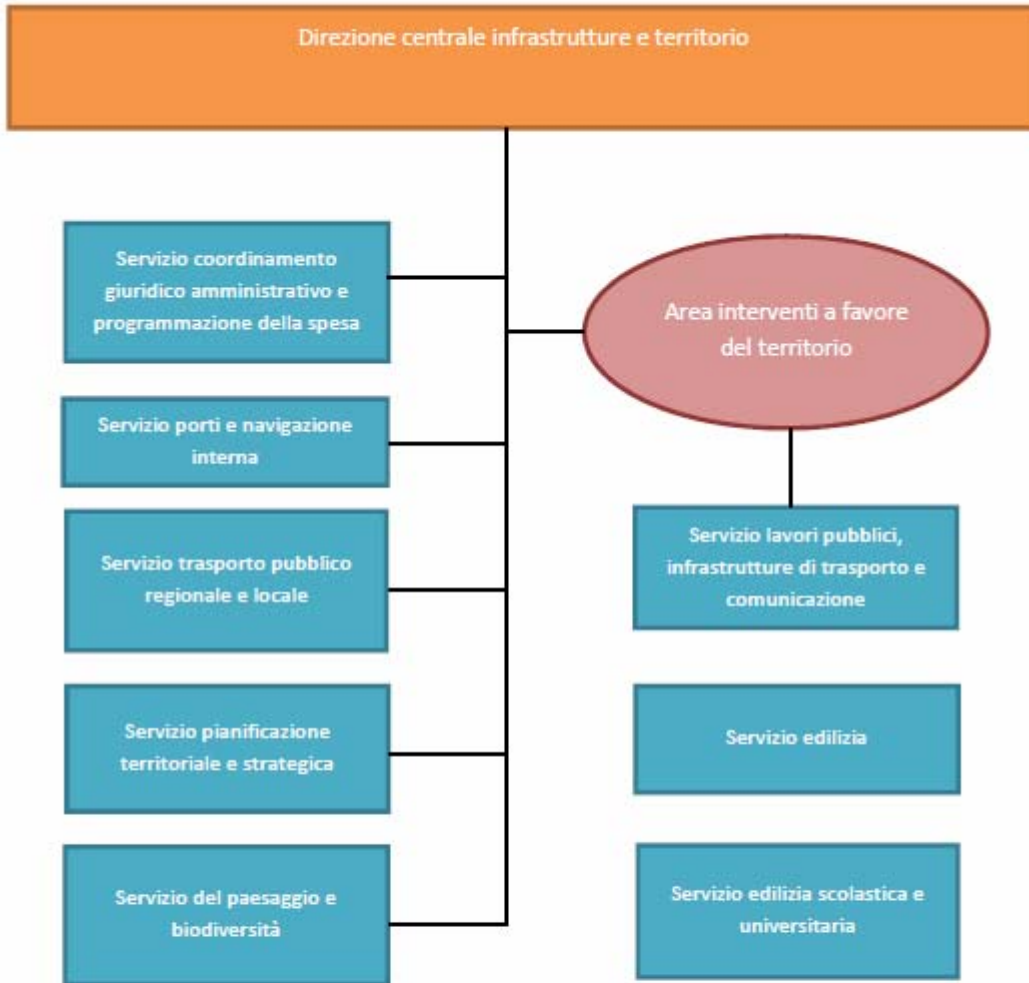 Direzione centrale infrastrutture e territorio
Servizio coordinamento
giuridico amministrativo e
programmazione della spesa
Servizio porti e navigazione
interna
Servizio trasporto pubblico
regionale e locale
Servizio pianificazione
territoriale e strategica
Servizio del paesaggio e
biodiversità
Area interventi a favore
del territorio
Servizio lavori pubblici,
infrastrutture di trasporto e
comunicazione
Servizio edilizia
Servizio edilizia scolastica e
universitaria